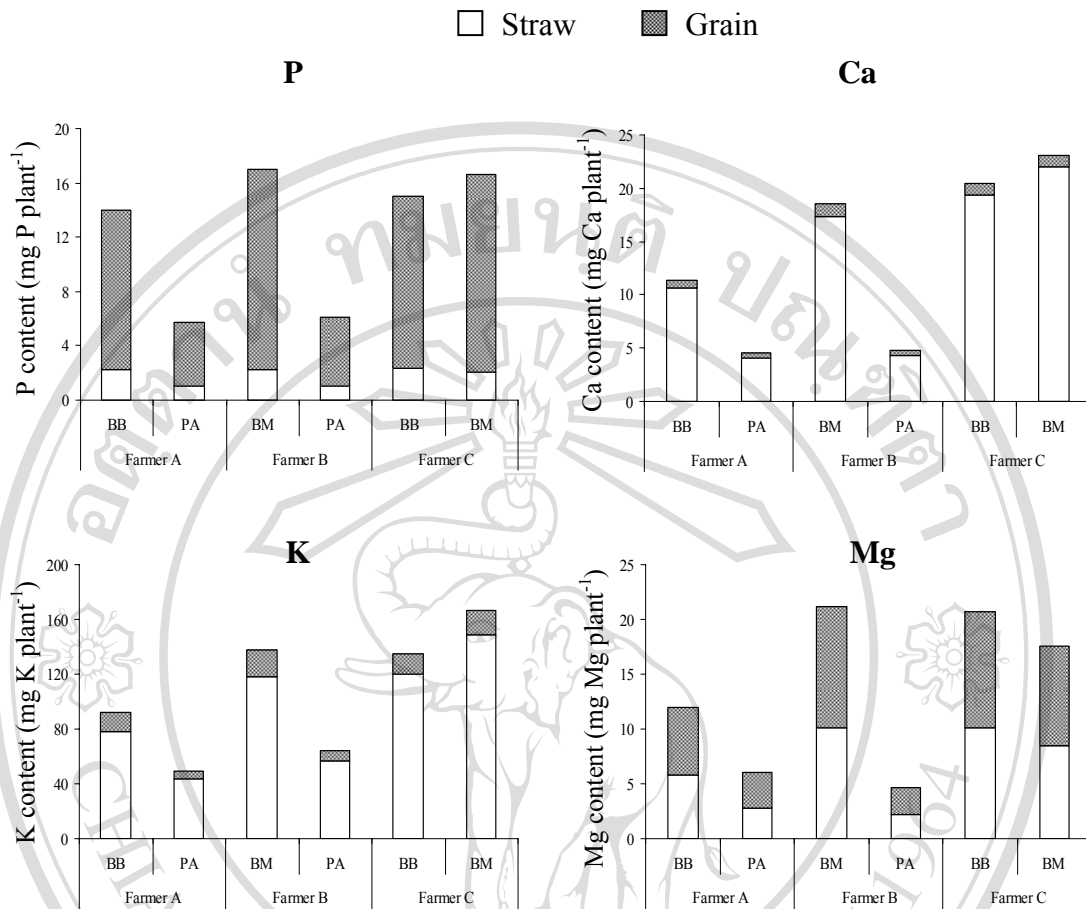 Straw Grain
P
P content (mg P plant⁻¹)
20
16
12
8
4
0
BB PA BM PA BB BM
Farmer A Farmer B Farmer C
Ca
Ca content (mg Ca plant⁻¹)
25
20
15
10
5
0
BB PA BM PA BB BM
Farmer A Farmer B Farmer C
K
K content (mg K plant⁻¹)
200
160
120
80
40
0
BB PA BM PA BB BM
Farmer A Farmer B Farmer C
Mg
Mg content (mg Mg plant⁻¹)
25
20
15
10
5
0
BB PA BM PA BB BM
Farmer A Farmer B Farmer C
1964